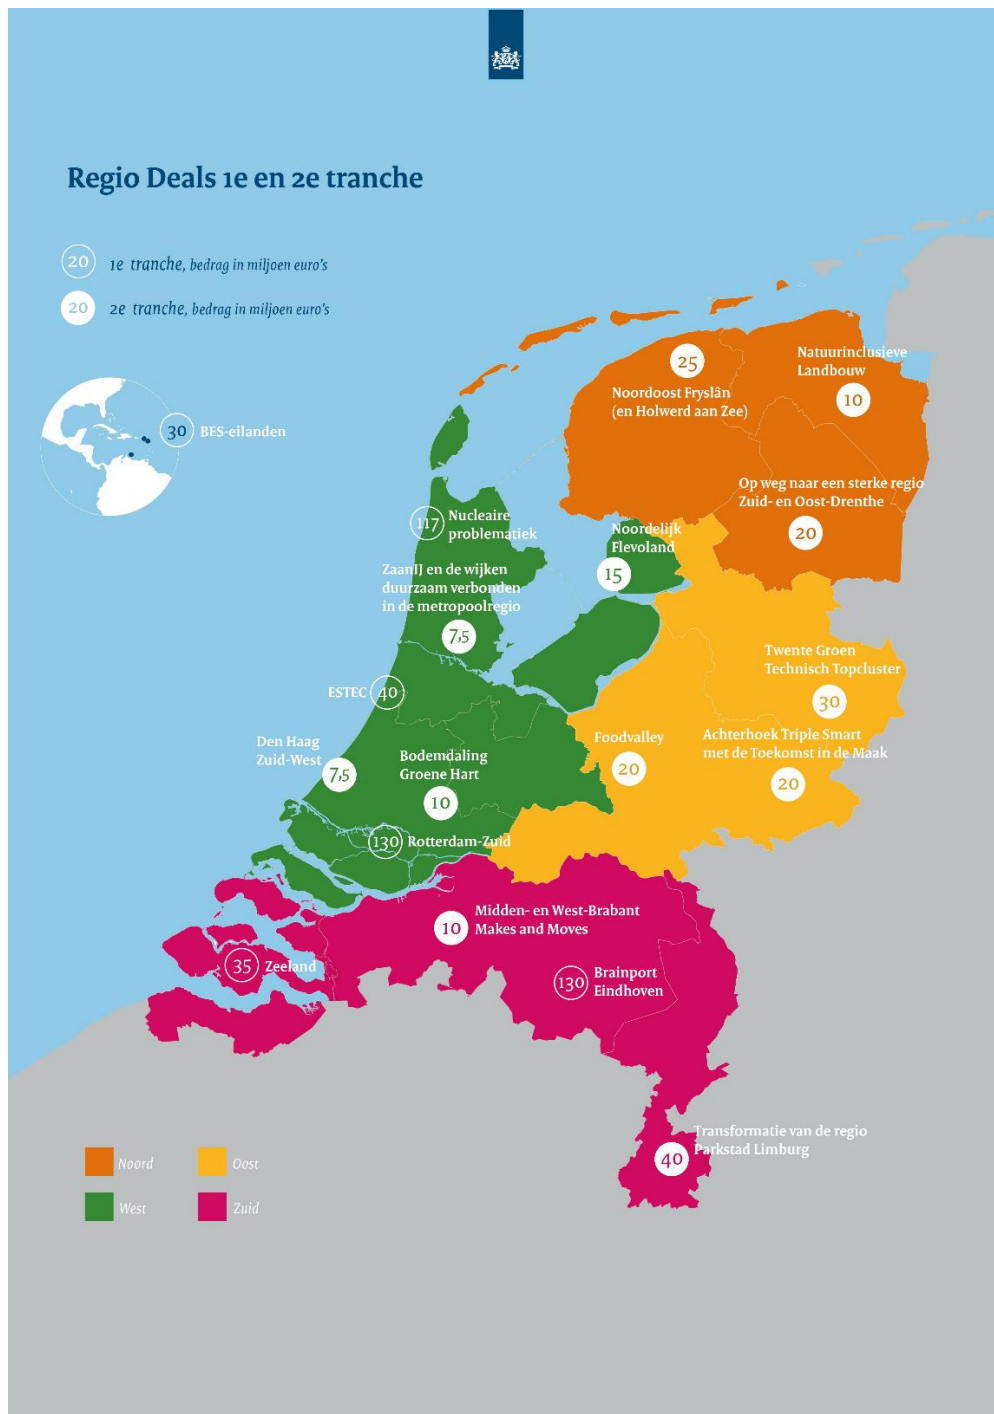 Regio Deals 1e en 2e tranche
20 1e tranche, bedrag in miljoen euro's
20 2e tranche, bedrag in miljoen euro's
30 BES-eilanden
25
Noordoost Fryslân
(en Holwerd aan Zee)
Natuurinclusieve
Landbouw
10
Op weg naar een sterke regio
Zuid- en Oost-Drenthe
20
117 Nucleaire
problematiek
Noordelijk
Flevoland
15
ZaanIJ en de wijken
duurzaam verbonden
in de metropoolregio
7,5
Twente Groen
Technisch Topcluster
30
ESTEC 40
Den Haag
Zuid-West
7,5
Bodemdaling
Groene Hart
10
Foodvalley
20
Achterhoek Triple Smart
met de Toekomst in de Maak
20
130 Rotterdam-Zuid
10 Midden- en West-Brabant
Makes and Moves
35 Zeeland
130 Brainport
Eindhoven
Transformatie van de regio
Parkstad Limburg
40
Noord
Oost
West
Zuid